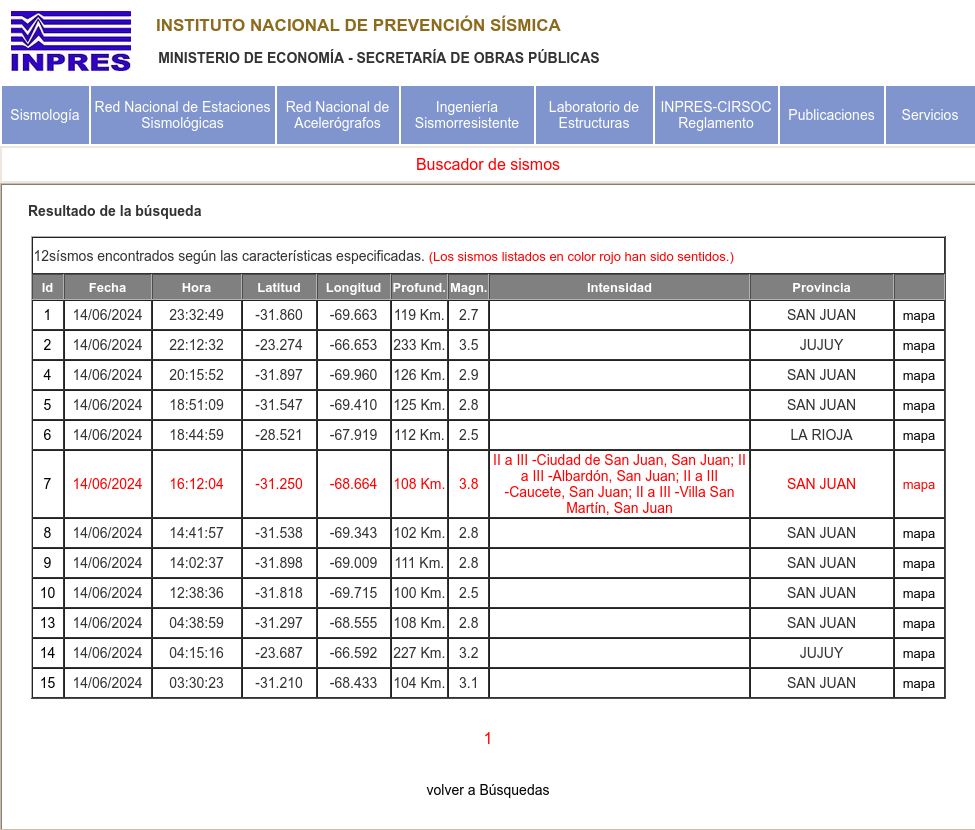 INPRES
INSTITUTO NACIONAL DE PREVENCIÓN SÍSMICA
MINISTERIO DE ECONOMÍA - SECRETARÍA DE OBRAS PÚBLICAS
Sismología
Red Nacional de Estaciones
Sismológicas
Red Nacional de
Acelerógrafos
Ingeniería
Sismorresistente
Laboratorio de
Estructuras
INPRES-CIRSOC
Reglamento
Publicaciones
Servicios
Buscador de sismos
Resultado de la búsqueda
12sísmos encontrados según las características especificadas. (Los sismos listados en color rojo han sido sentidos.)
Id Fecha Hora Latitud Longitud Profund. Magn. Intensidad Provincia
1 14/06/2024 23:32:49 -31.860 -69.663 119 Km. 2.7 SAN JUAN mapa
2 14/06/2024 22:12:32 -23.274 -66.653 233 Km. 3.5 JUJUY mapa
4 14/06/2024 20:15:52 -31.897 -69.960 126 Km. 2.9 SAN JUAN mapa
5 14/06/2024 18:51:09 -31.547 -69.410 125 Km. 2.8 SAN JUAN mapa
6 14/06/2024 18:44:59 -28.521 -67.919 112 Km. 2.5 LA RIOJA mapa
7 14/06/2024 16:12:04 -31.250 -68.664 108 Km. 3.8 II a III -Ciudad de San Juan, San Juan; II
a III -Albardón, San Juan; II a III
-Caucete, San Juan; II a III -Villa San
Martín, San Juan SAN JUAN mapa
8 14/06/2024 14:41:57 -31.538 -69.343 102 Km. 2.8 SAN JUAN mapa
9 14/06/2024 14:02:37 -31.898 -69.009 111 Km. 2.8 SAN JUAN mapa
10 14/06/2024 12:38:36 -31.818 -69.715 100 Km. 2.5 SAN JUAN mapa
13 14/06/2024 04:38:59 -31.297 -68.555 108 Km. 2.8 SAN JUAN mapa
14 14/06/2024 04:15:16 -23.687 -66.592 227 Km. 3.2 JUJUY mapa
15 14/06/2024 03:30:23 -31.210 -68.433 104 Km. 3.1 SAN JUAN mapa
1
volver a Búsquedas